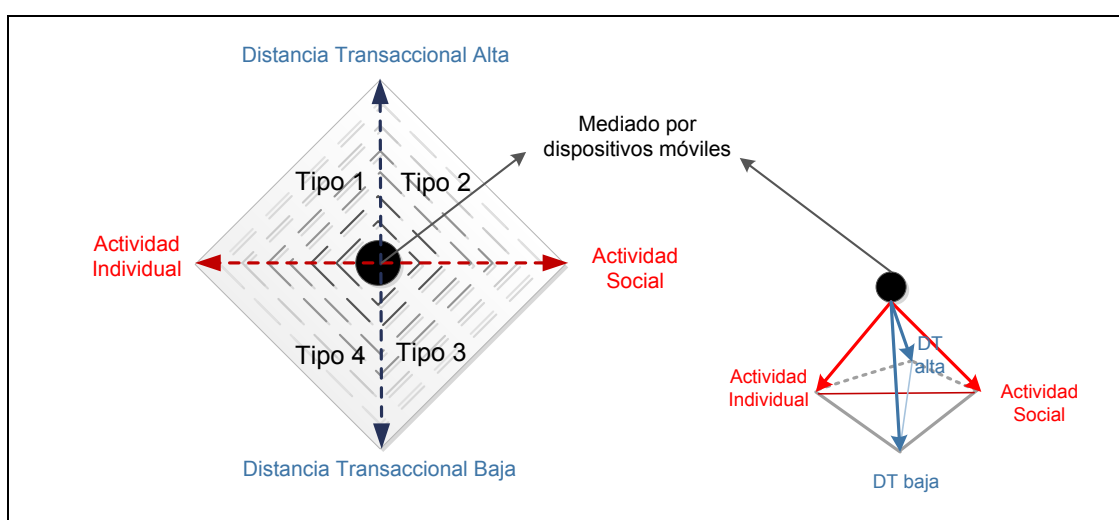 Distancia Transaccional Alta
Mediado por
dispositivos móviles
Tipo 1
Tipo 2
Actividad
Individual
Actividad
Social
Tipo 4
Tipo 3
Distancia Transaccional Baja
DT
alta
Actividad
Individual
Actividad
Social
DT baja